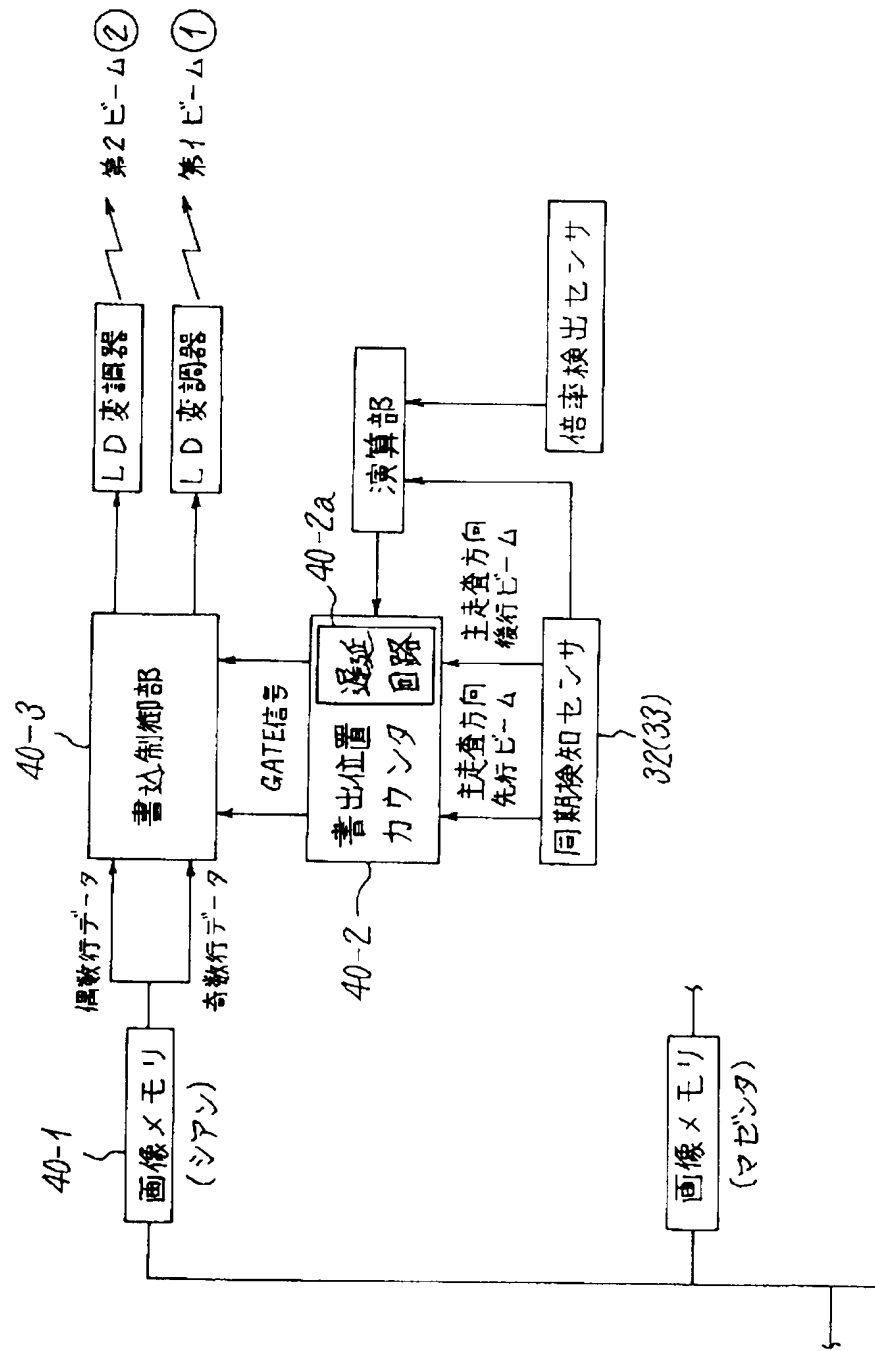 40-1
画像メモリ
(シアン)
偶数行データ
奇数行データ
40-3
書込制御部
LD変調器
第2ビーム②
LD変調器
第1ビーム①
GATE信号
40-2
書出位置
カウンタ
40-2a
遅延
回路
演算部
主走査方向
先行ビーム
主走査方向
後行ビーム
同期検知センサ
32(33)
倍率検出センサ
画像メモリ
(マゼンタ)